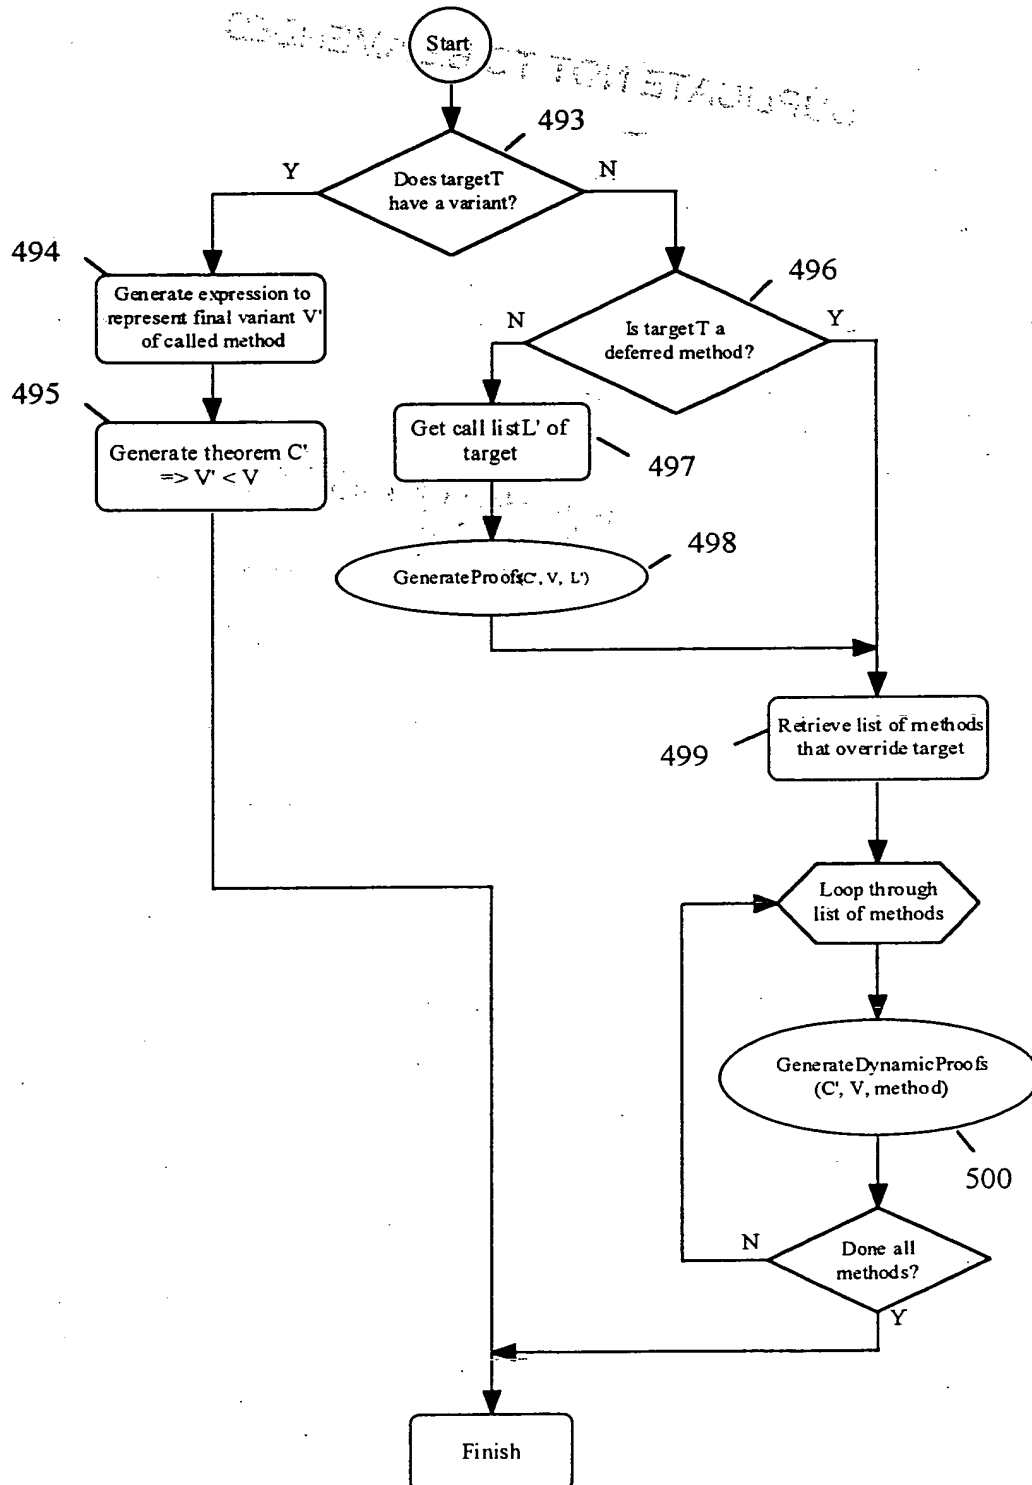 Start
493
Y
N
Does targetT
have a variant?
494
496
Generate expression to
represent final variant V'
of called method
N
Y
Is targetT a
deferred method?
495
Get call listL' of
target
497
Generate theorem C'
=> V' < V
498
GenerateProofs(C', V, L')
Retrieve list of methods
that override target
499
Loop through
list of methods
GenerateDynamicProofs
(C', V, method)
500
N
Done all
methods?
Y
Finish